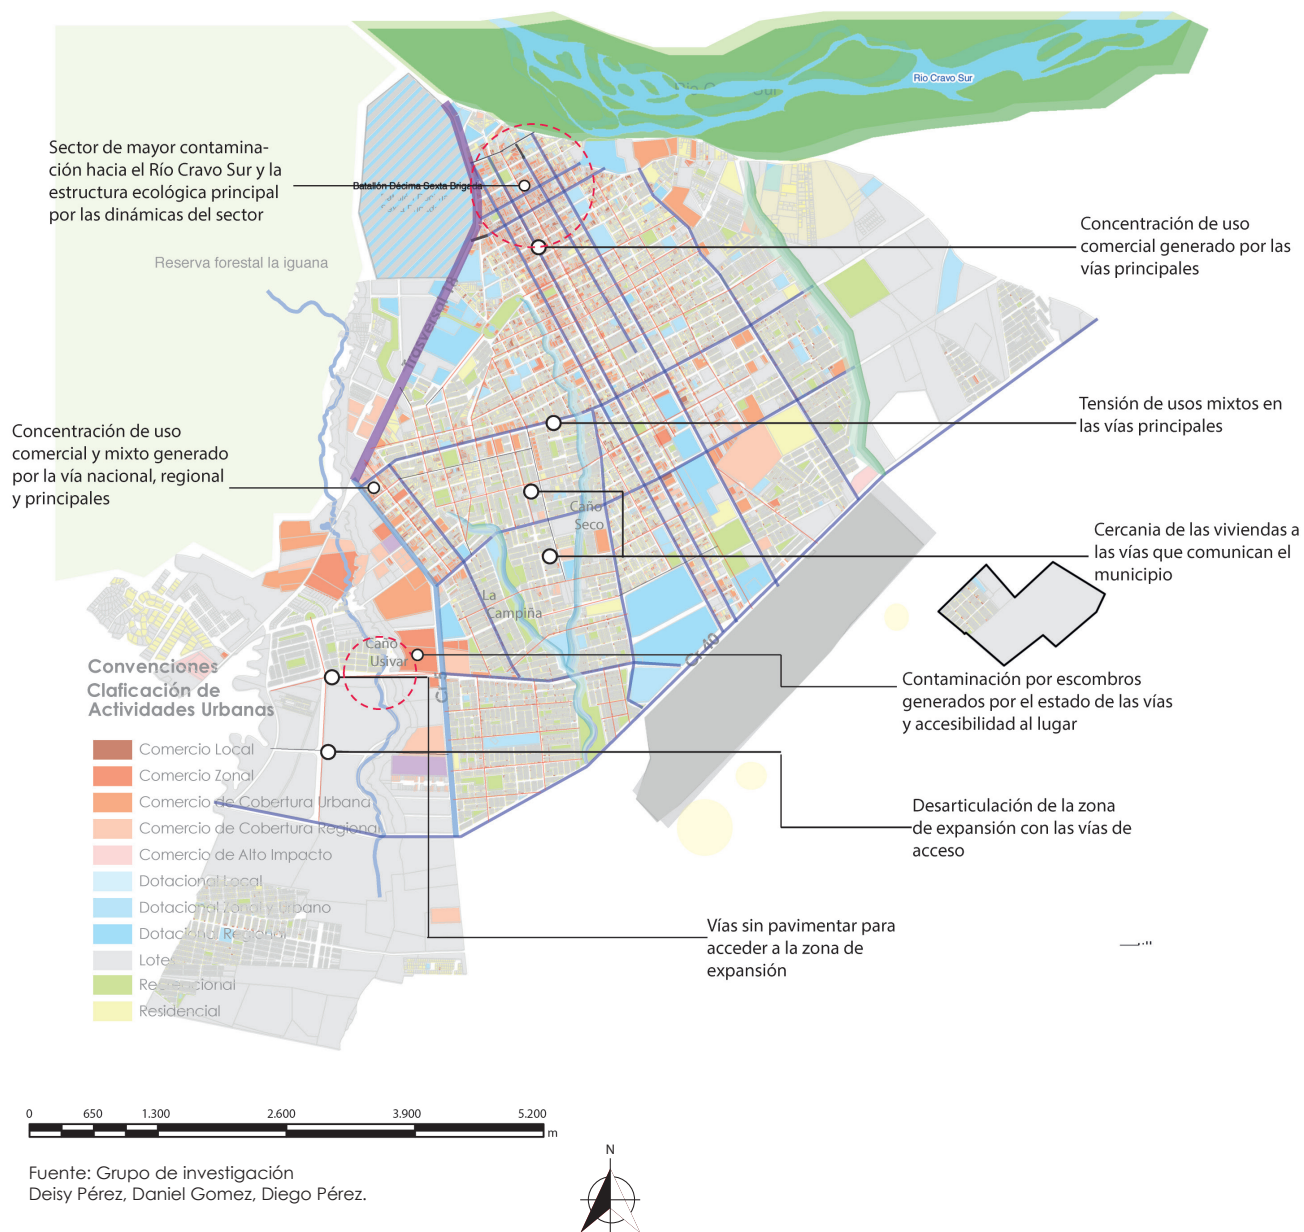 Rio Cravo Sur
Sector de mayor contamina-
ción hacia el Río Cravo Sur y la
estructura ecológica principal
por las dinámicas del sector
Batallón Décima Sexta Brigada
Reserva forestal la iguana
Trasversal 18
Concentración de uso
comercial generado por las
vías principales
Tensión de usos mixtos en
las vías principales
Concentración de uso
comercial y mixto generado
por la vía nacional, regional
y principales
Caño
Seco
Cercania de las viviendas a
las vías que comunican el
municipio
La
Campiña
Caño
Usivar
Cr 40
Cr 5
Contaminación por escombros
generados por el estado de las vías
y accesibilidad al lugar
Desarticulación de la zona
de expansión con las vías de
acceso
Vías sin pavimentar para
acceder a la zona de
expansión
Convenciones
Claficación de
Actividades Urbanas
Comercio Local
Comercio Zonal
Comercio de Cobertura Urbana
Comercio de Cobertura Regional
Comercio de Alto Impacto
Dotacional Local
Dotacional Zonal y Urbano
Dotacional Regional
Lotes
Recreacional
Residencial
0 650 1.300 2.600 3.900 5.200
m
N
Fuente: Grupo de investigación
Deisy Pérez, Daniel Gomez, Diego Pérez.